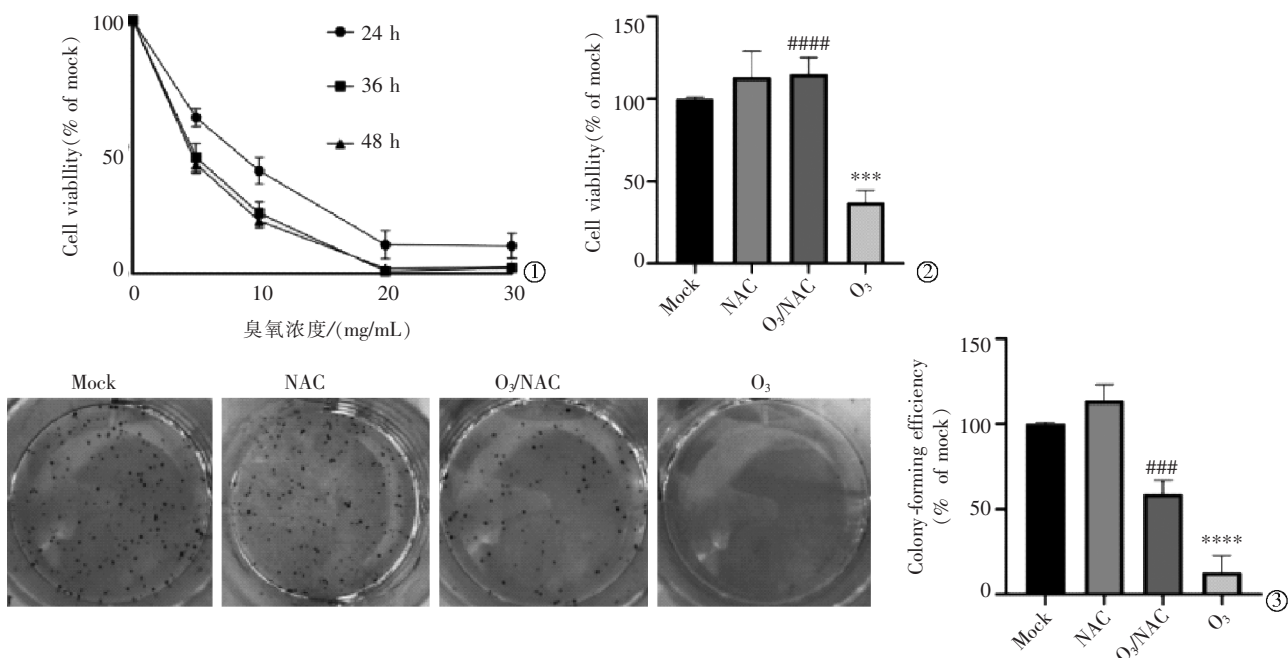 Cell viabllity(% of mock)
100
50
0
0
10
20
30
24 h
36 h
48 h
臭氧浓度/(mg/mL)
①
Cell viabllity(% of mock)
150
100
50
0
####
***
Mock
NAC
O₃/NAC
O₃
②
Mock
NAC
O₃/NAC
O₃
Colony-forming efficiency
(% of mock)
150
100
50
0
###
****
Mock
NAC
O₃/NAC
O₃
③